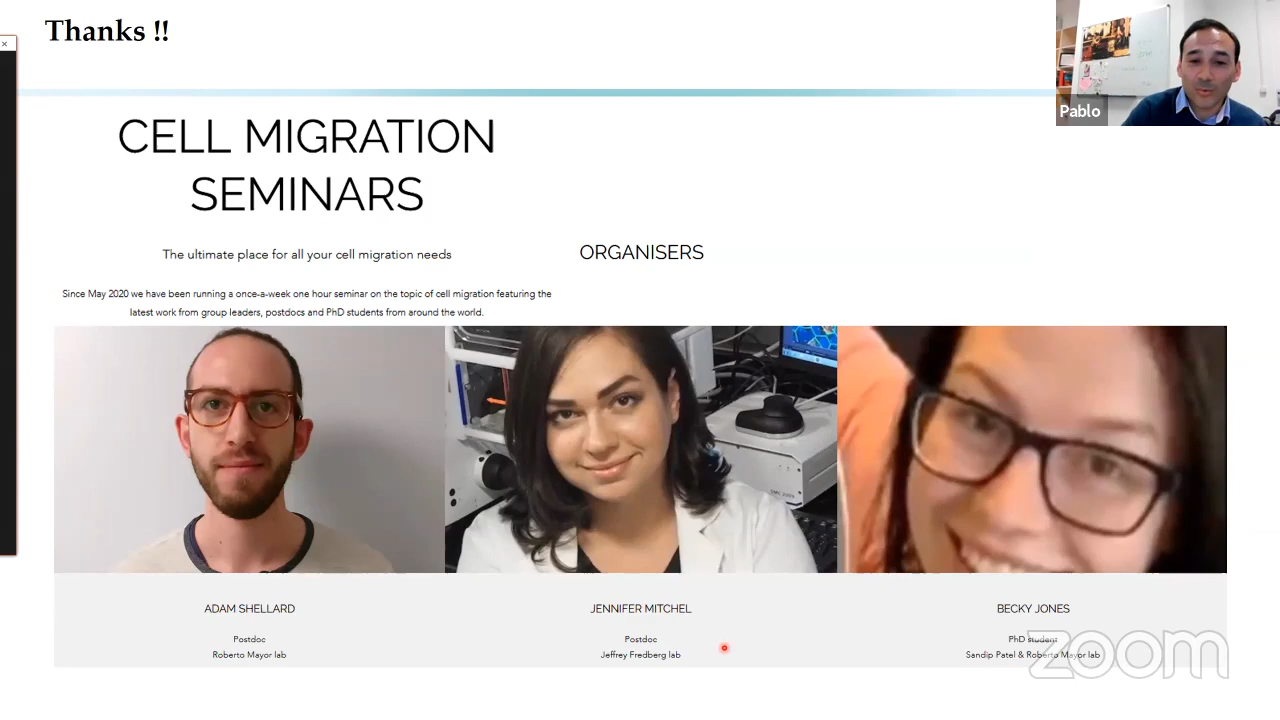 Thanks !!
Pablo
CELL MIGRATION
SEMINARS
The ultimate place for all your cell migration needs
ORGANISERS
Since May 2020 we have been running a once-a-week one hour seminar on the topic of cell migration featuring the
latest work from group leaders, postdocs and PhD students from around the world.
ADAM SHELLARD
JENNIFER MITCHEL
BECKY JONES
Postdoc
Postdoc
PhD student
Roberto Mayor lab
Jeffrey Fredberg lab
Sandip Patel & Roberto Mayor lab
zoom